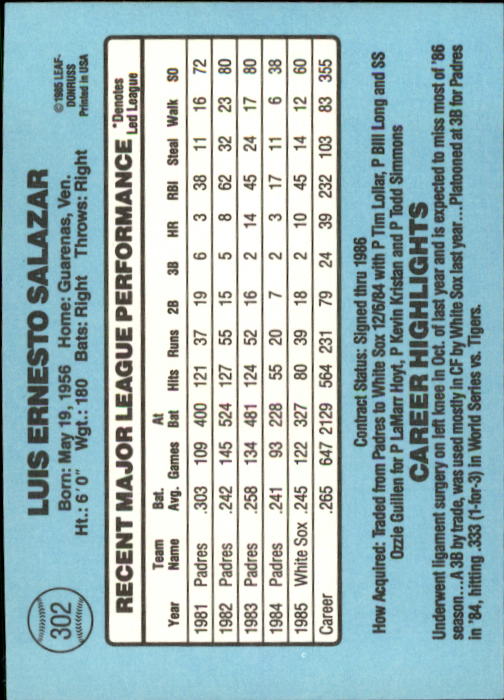 302
LUIS ERNESTO SALAZAR
Born: May 19, 1956 Home: Guarenas, Ven.
Ht.: 6'0" Wgt.: 180 Bats: Right Throws: Right
©1985 LEAF-
DONRUSS
Printed in USA
RECENT MAJOR LEAGUE PERFORMANCE
*Denotes
Led League
Year Team Name Bat. Avg. Games At Bat Hits Runs 2B 3B HR RBI Steal Walk SO
1981 Padres .303 109 400 121 37 19 6 3 38 11 16 72
1982 Padres .242 145 524 127 55 15 5 8 62 32 23 80
1983 Padres .258 134 481 124 52 16 2 14 45 24 17 80
1984 Padres .241 93 228 55 20 7 2 3 17 11 6 38
1985 White Sox .245 122 327 80 39 18 2 10 45 14 12 60
Career .265 647 2129 564 231 79 24 39 232 103 83 355
Contract Status: Signed thru 1986
How Acquired: Traded from Padres to White Sox 12/6/84 with P Tim Lollar, P Bill Long and SS
Ozzie Guillen for P LaMarr Hoyt, P Kevin Kristan and P Todd Simmons
CAREER HIGHLIGHTS
Underwent ligament surgery on left knee in Oct. of last year and is expected to miss most of '86
season...A 3B by trade, was used mostly in CF by White Sox last year...Platooned at 3B for Padres
in '84, hitting .333 (1-for-3) in World Series vs. Tigers.